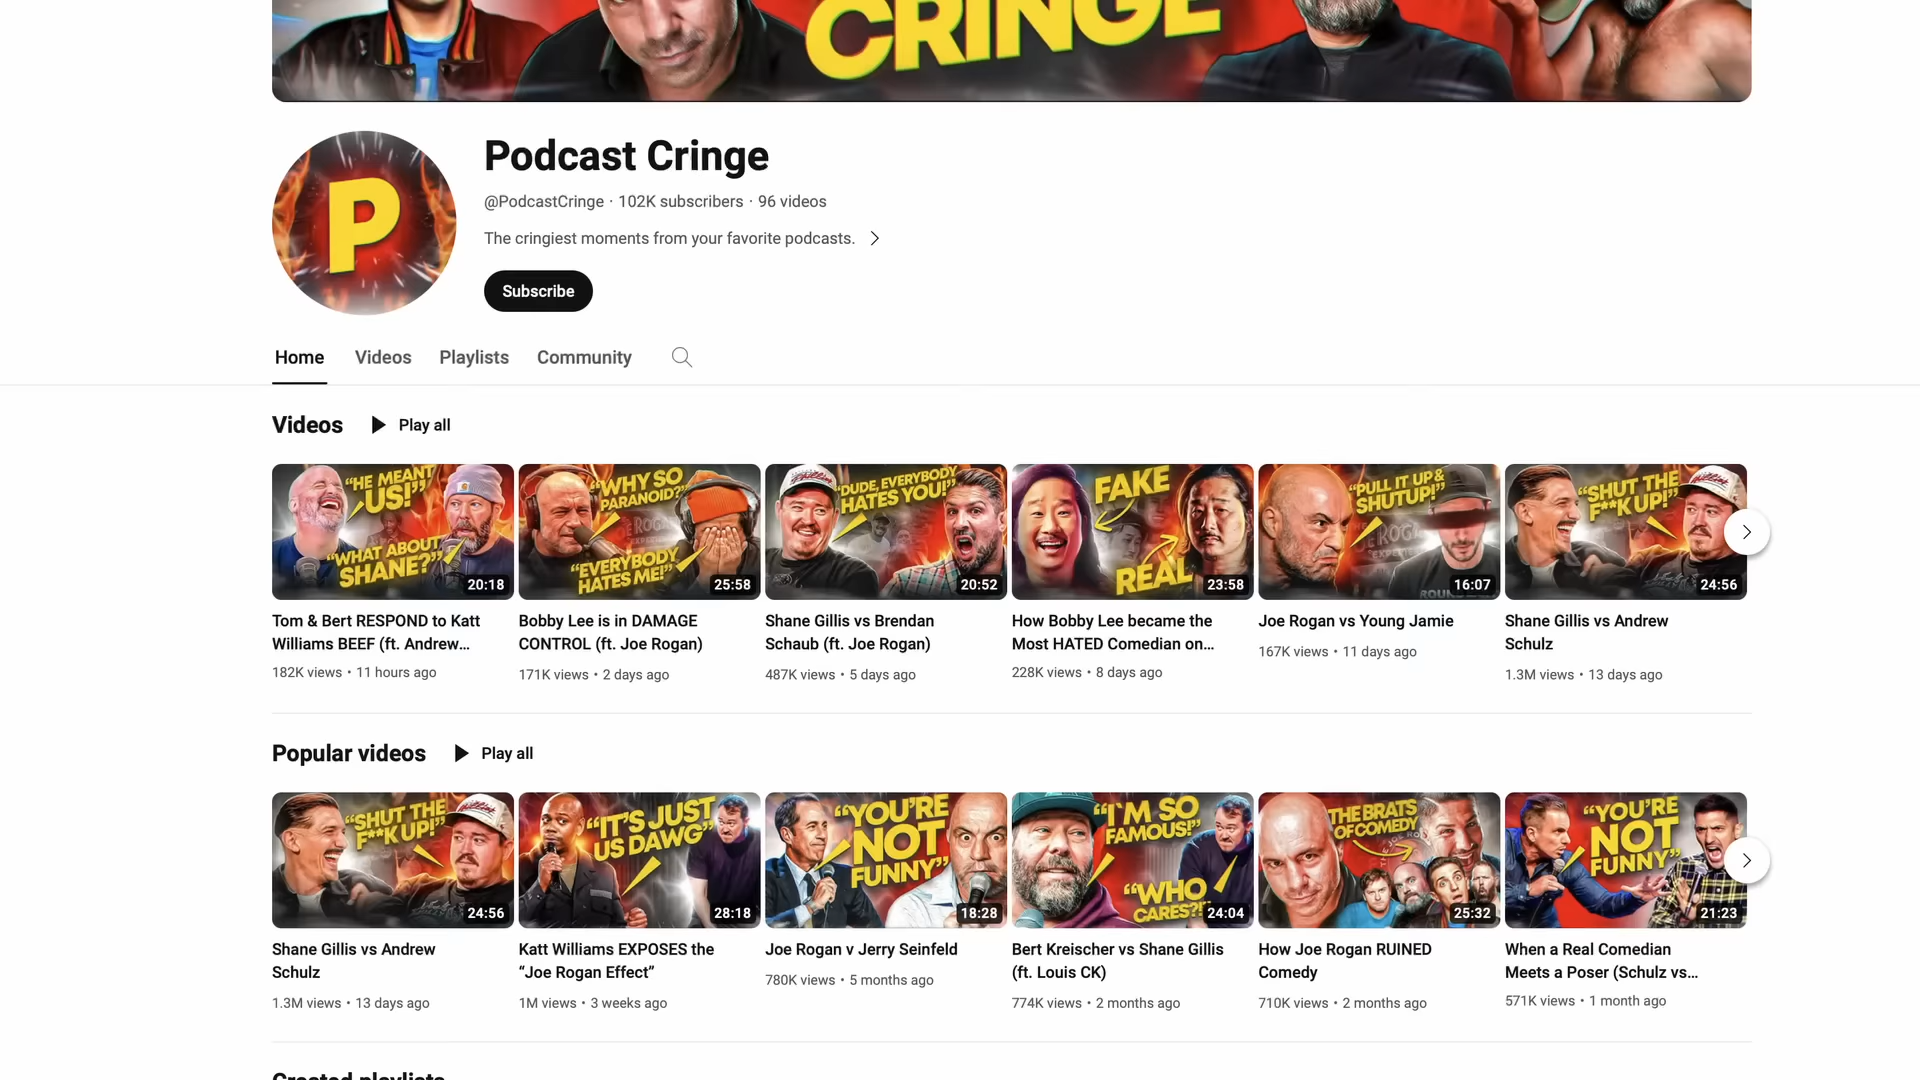 CRINGE
P
Podcast Cringe
@PodcastCringe · 102K subscribers · 96 videos
The cringiest moments from your favorite podcasts.
Subscribe
Home
Videos
Playlists
Community
Videos
Play all
"HE MEANT
US!"
"WHAT ABOUT
SHANE?"
20:18
Tom & Bert RESPOND to Katt
Williams BEEF (ft. Andrew...
182K views • 11 hours ago
"WHY SO
PARANOID?"
"EVERYBODY
HATES ME!"
25:58
Bobby Lee is in DAMAGE
CONTROL (ft. Joe Rogan)
171K views • 2 days ago
"DUDE, EVERYBODY
HATES YOU!"
20:52
Shane Gillis vs Brendan
Schaub (ft. Joe Rogan)
487K views • 5 days ago
FAKE
REAL
23:58
How Bobby Lee became the
Most HATED Comedian on...
228K views • 8 days ago
"PULL IT UP &
SHUTUP!"
16:07
Joe Rogan vs Young Jamie
167K views • 11 days ago
"SHUT THE
F**K UP!"
Phillies
24:56
Shane Gillis vs Andrew
Schulz
1.3M views • 13 days ago
Popular videos
Play all
"SHUT THE
F**K UP!"
Phillies
24:56
Shane Gillis vs Andrew
Schulz
1.3M views • 13 days ago
"IT'S JUST
US DAWG"
28:18
Katt Williams EXPOSES the
“Joe Rogan Effect”
1M views • 3 weeks ago
"YOU'RE
NOT
FUNNY"
18:28
Joe Rogan v Jerry Seinfeld
780K views • 5 months ago
"I'M SO
FAMOUS!"
"WHO
CARES?!"
24:04
Bert Kreischer vs Shane Gillis
(ft. Louis CK)
774K views • 2 months ago
THE BRATS
OF COMEDY
25:32
How Joe Rogan RUINED
Comedy
710K views • 2 months ago
"YOU'RE
NOT
FUNNY"
21:23
When a Real Comedian
Meets a Poser (Schulz vs...
571K views • 1 month ago
Created playlists